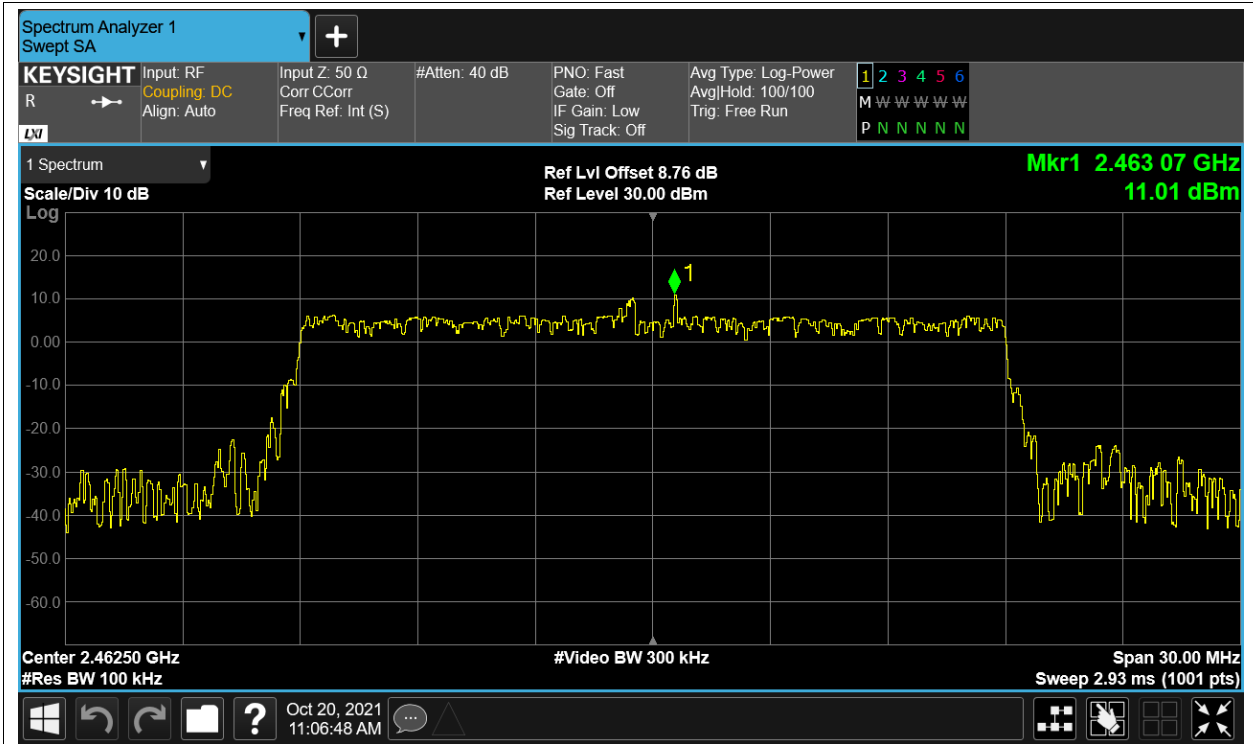 Spectrum Analyzer 1
Swept SA
KEYSIGHT
R
LXI
Input: RF
Coupling: DC
Align: Auto
Input Z: 50 Ω
Corr CCorr
Freq Ref: Int (S)
#Atten: 40 dB
PNO: Fast
Gate: Off
IF Gain: Low
Sig Track: Off
Avg Type: Log-Power
Avg|Hold: 100/100
Trig: Free Run
1 2 3 4 5 6
M W W W W W
P N N N N N
1 Spectrum
Scale/Div 10 dB
Log
Ref Lvl Offset 8.76 dB
Ref Level 30.00 dBm
Mkr1 2.463 07 GHz
11.01 dBm
1
20.0
10.0
0.00
-10.0
-20.0
-30.0
-40.0
-50.0
-60.0
Center 2.46250 GHz
#Res BW 100 kHz
#Video BW 300 kHz
Span 30.00 MHz
Sweep 2.93 ms (1001 pts)
?
Oct 20, 2021
11:06:48 AM